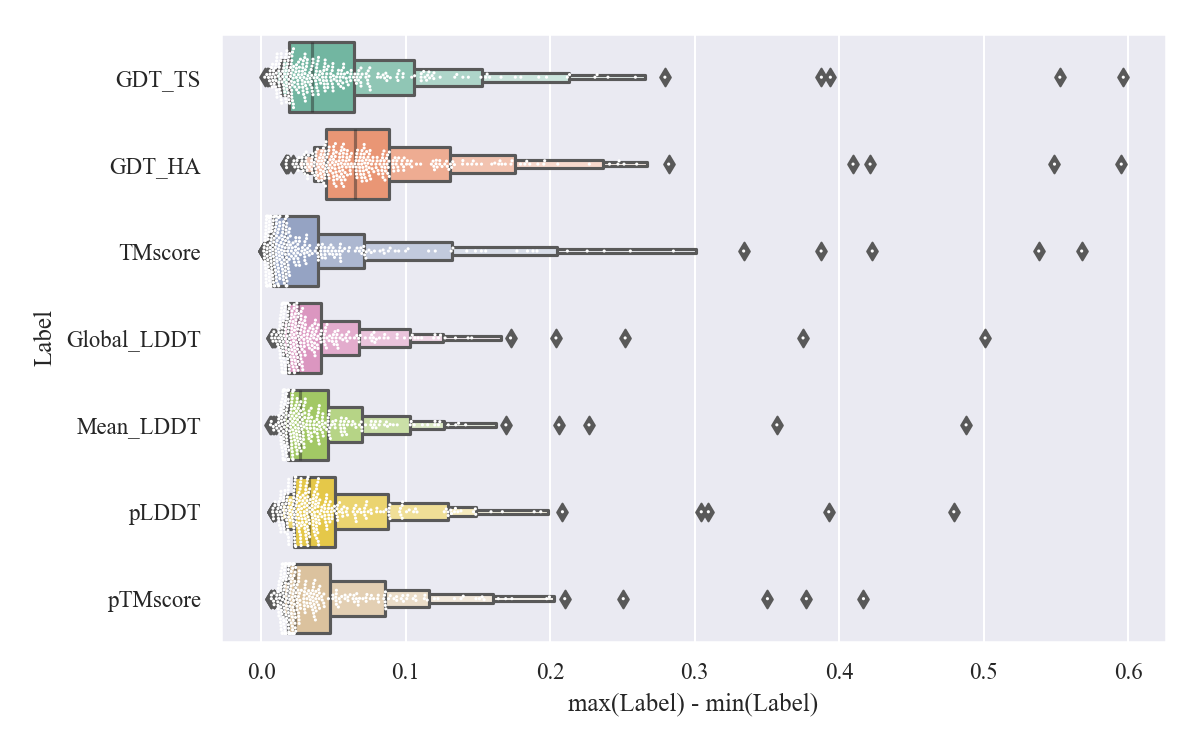 GDT_TS
GDT_HA
TMscore
Global_LDDT
Mean_LDDT
pLDDT
pTMscore
Label
0.0 0.1 0.2 0.3 0.4 0.5 0.6
max(Label) - min(Label)